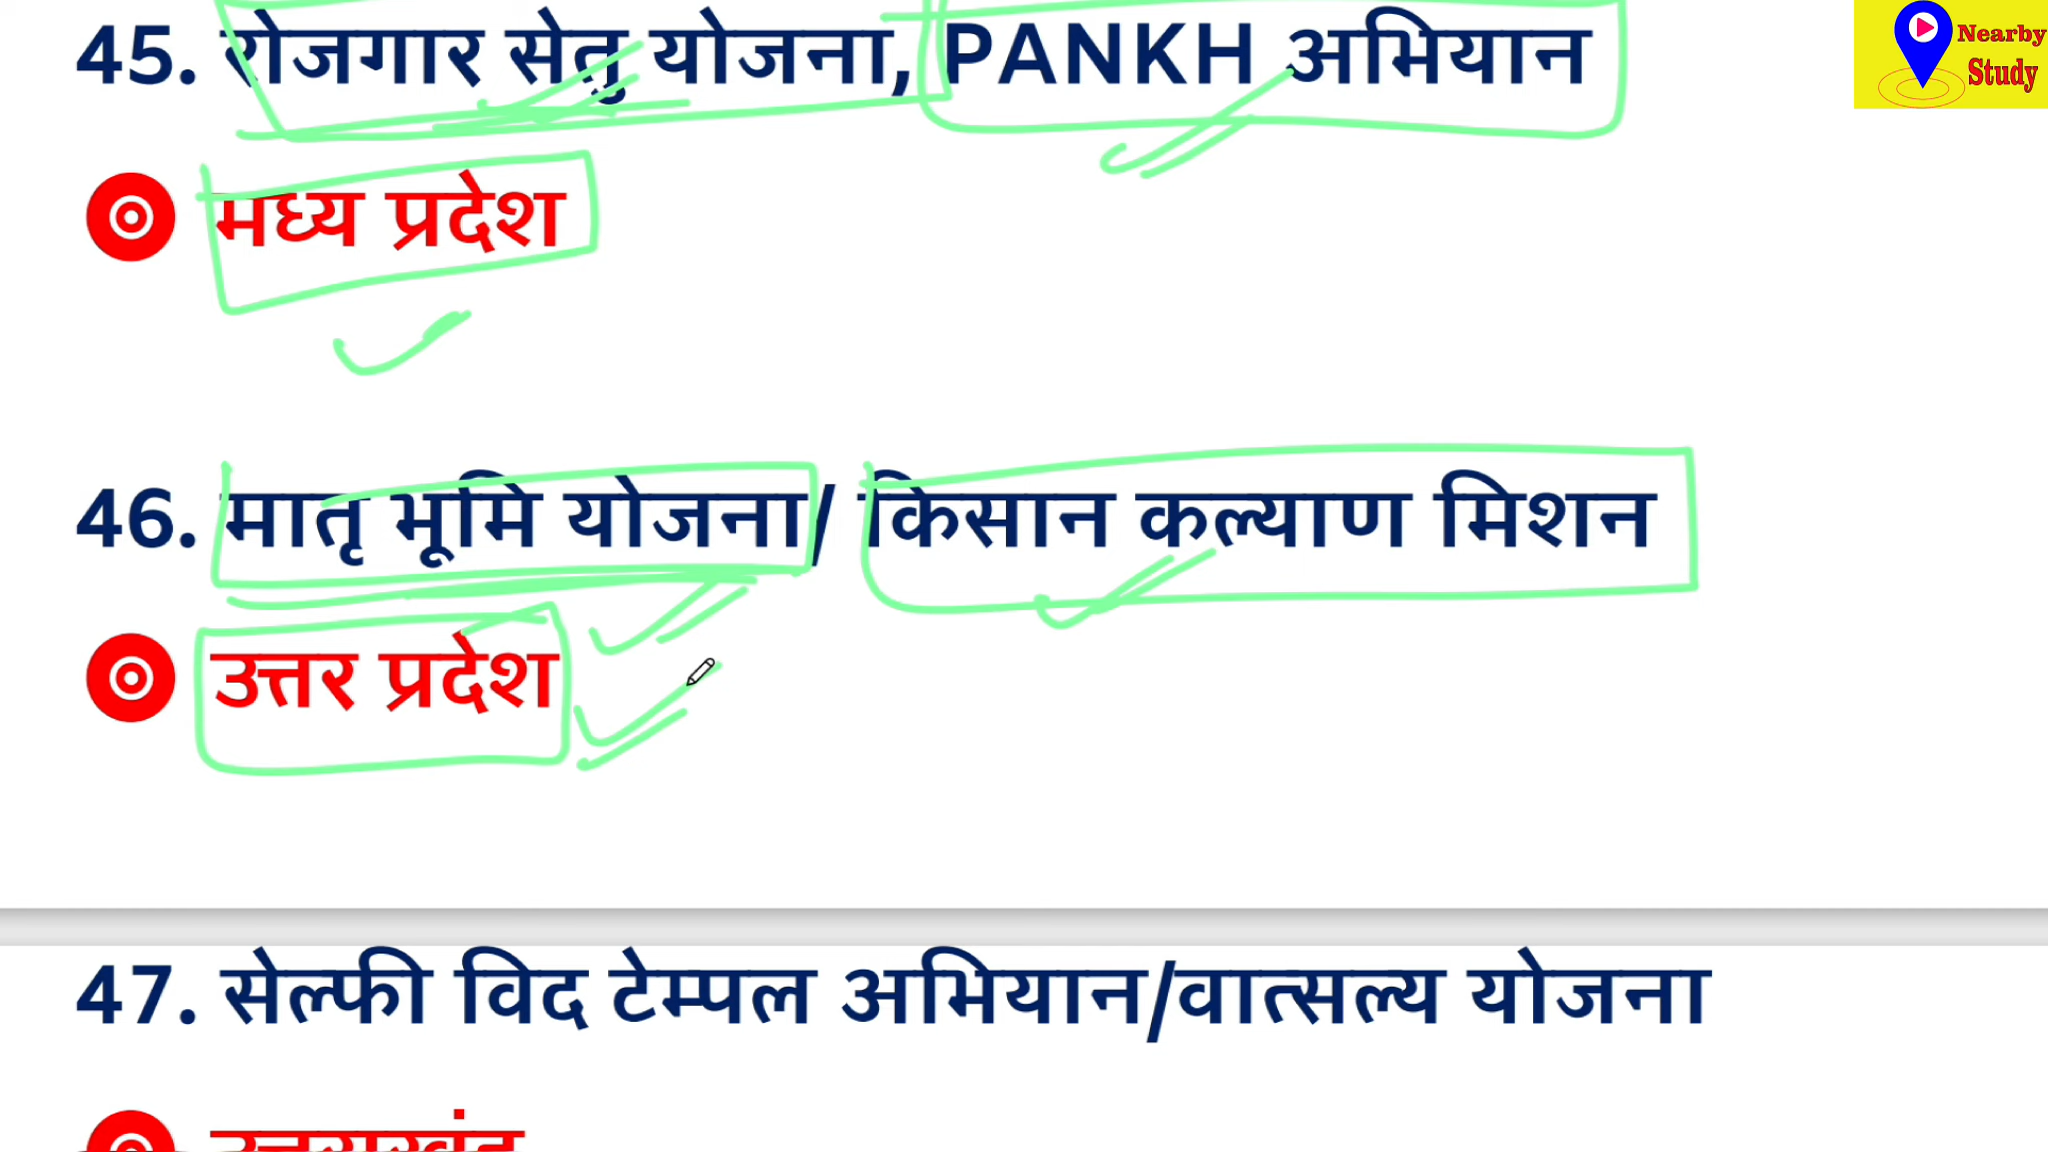 45. रोजगार सेतु योजना, PANKH अभियान
Nearby
Study
मध्य प्रदेश
46. मातृ भूमि योजना/ किसान कल्याण मिशन
उत्तर प्रदेश
47. सेल्फी विद टेम्पल अभियान/वात्सल्य योजना